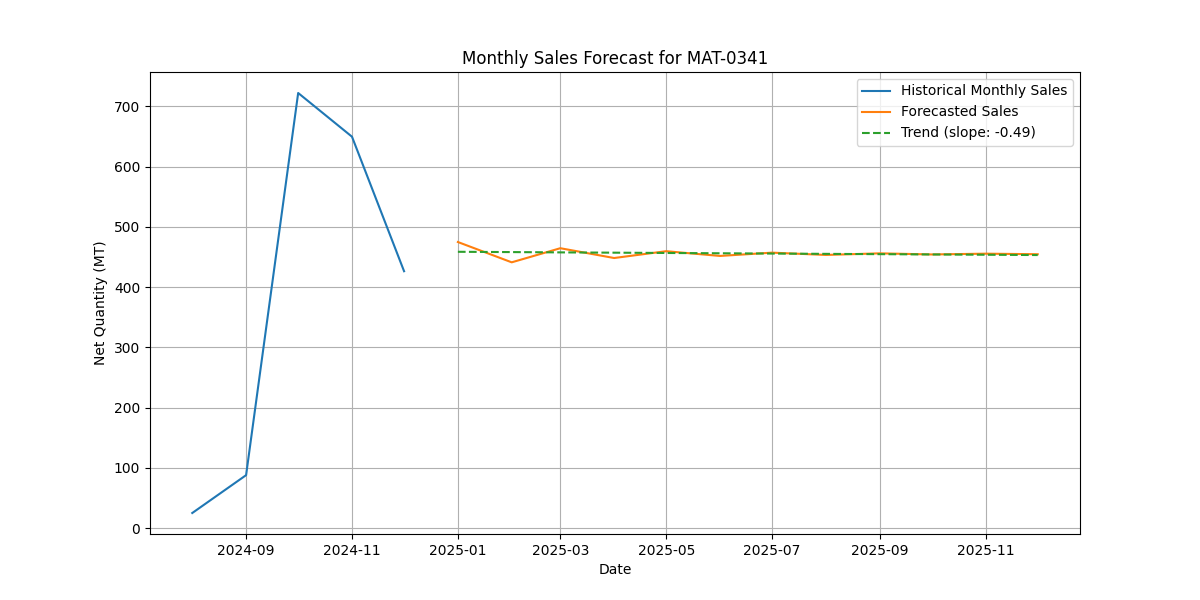 Monthly Sales Forecast for MAT-0341
Historical Monthly Sales
Forecasted Sales
Trend (slope: -0.49)
Net Quantity (MT)
700
600
500
400
300
200
100
0
2024-09 2024-11 2025-01 2025-03 2025-05 2025-07 2025-09 2025-11
Date